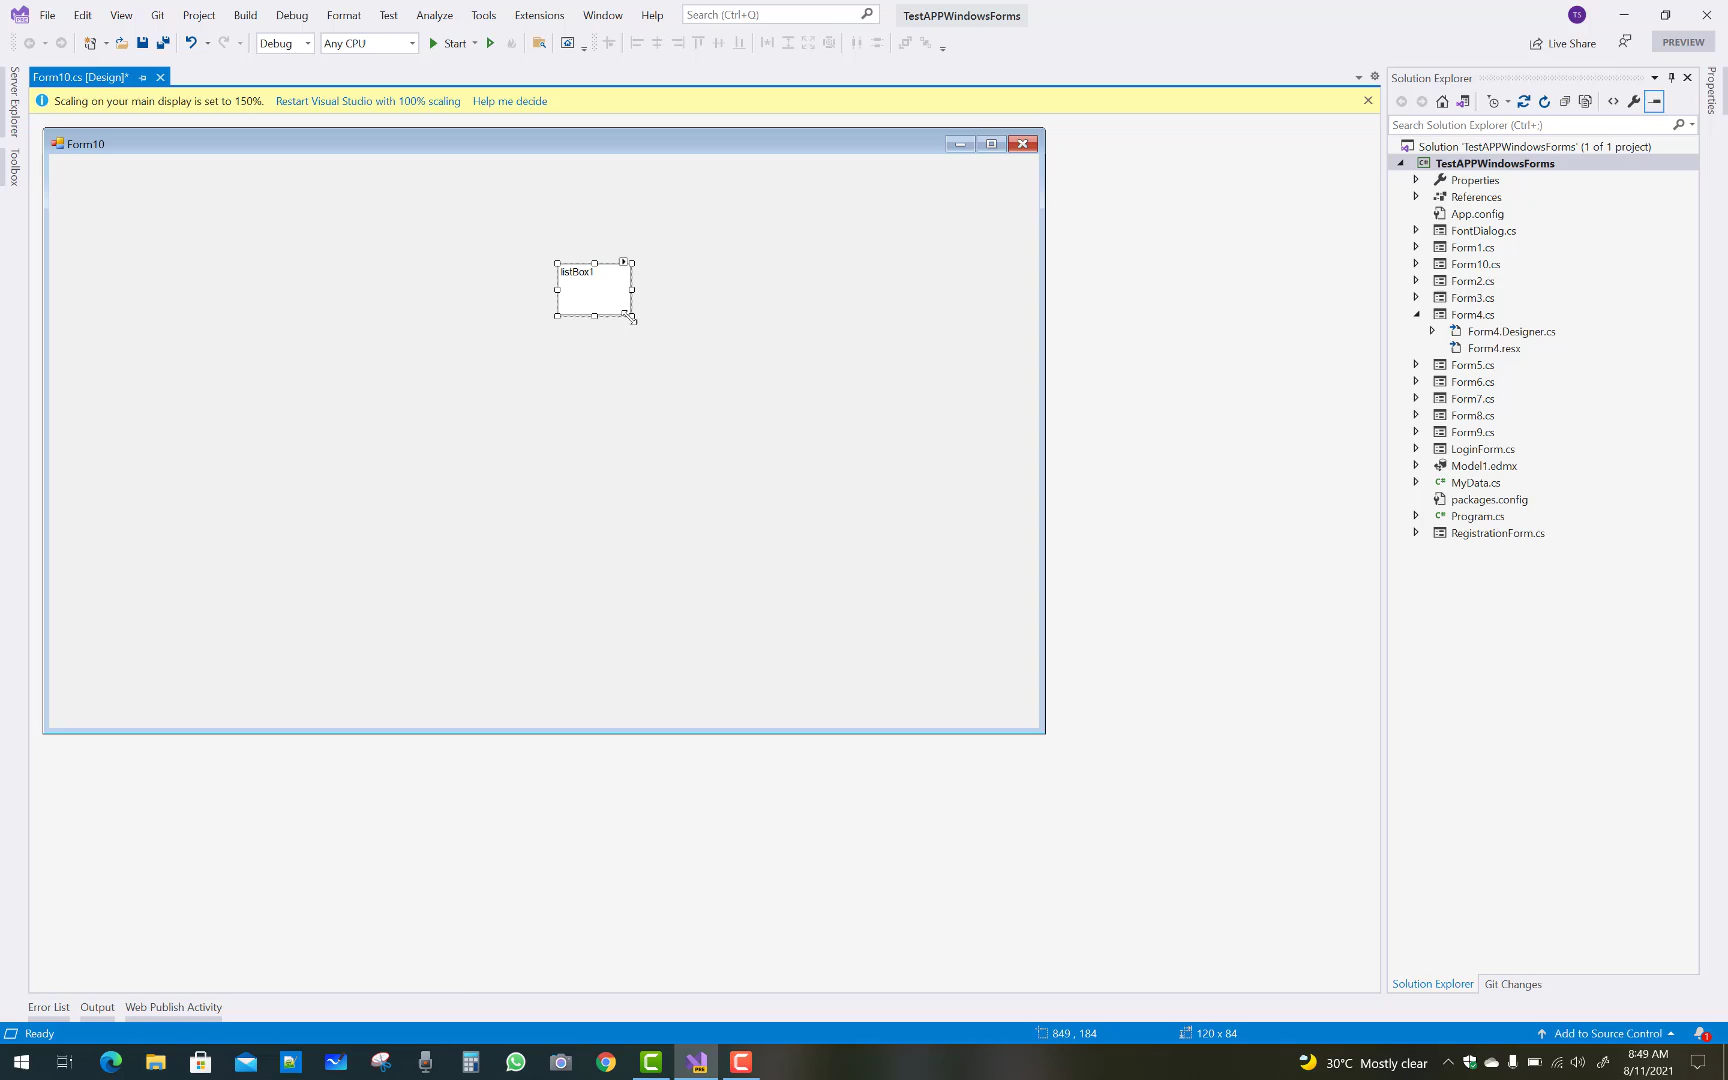 File Edit View Git Project Build Debug Format Test Analyze Tools Extensions Window Help Search (Ctrl+Q) TestAPPWindowsForms TS
Debug Any CPU Start Live Share PREVIEW
Form10.cs [Design]*
Scaling on your main display is set to 150%. Restart Visual Studio with 100% scaling Help me decide
Server Explorer
Toolbox
Form10
listBox1
Solution Explorer
Search Solution Explorer (Ctrl+;)
Solution 'TestAPPWindowsForms' (1 of 1 project)
TestAPPWindowsForms
Properties
References
App.config
FontDialog.cs
Form1.cs
Form10.cs
Form2.cs
Form3.cs
Form4.cs
Form4.Designer.cs
Form4.resx
Form5.cs
Form6.cs
Form7.cs
Form8.cs
Form9.cs
LoginForm.cs
Model1.edmx
MyData.cs
packages.config
Program.cs
RegistrationForm.cs
Solution Explorer Git Changes
Properties
Error List Output Web Publish Activity
Ready 849 , 184 120 x 84 Add to Source Control 1
30°C Mostly clear
8:49 AM
8/11/2021